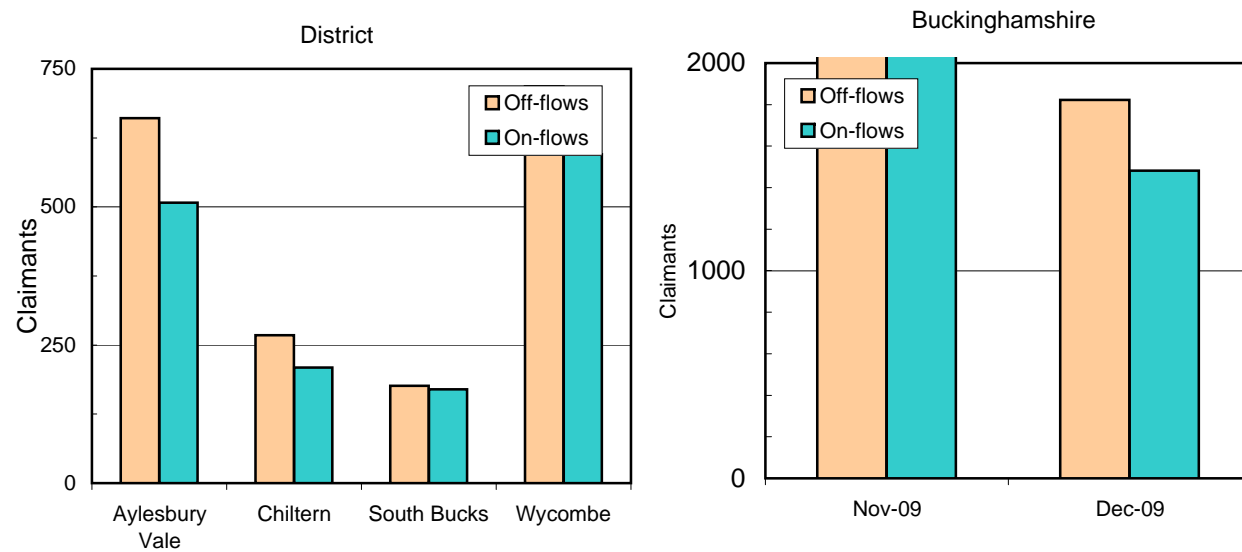 District
750
500
250
0
Claimants
Off-flows
On-flows
Aylesbury
Vale
Chiltern
South Bucks
Wycombe
Buckinghamshire
2000
1000
0
Claimants
Off-flows
On-flows
Nov-09
Dec-09